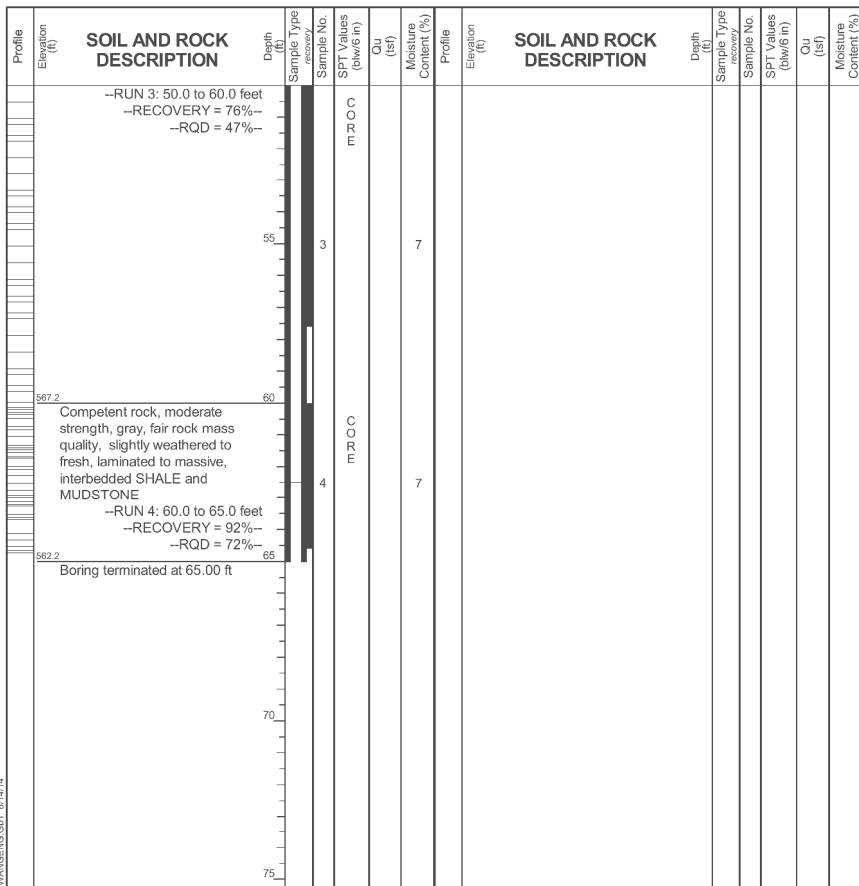 Profile
Elevation
(ft)
SOIL AND ROCK
DESCRIPTION
Depth
(ft)
Sample Type
recovery
Sample No.
SPT Values
(blw/6 in)
Qu
(tsf)
Moisture
Content (%)
Profile
Elevation
(ft)
SOIL AND ROCK
DESCRIPTION
Depth
(ft)
Sample Type
recovery
Sample No.
SPT Values
(blw/6 in)
Qu
(tsf)
Moisture
Content (%)
--RUN 3: 50.0 to 60.0 feet
--RECOVERY = 76%--
--RQD = 47%--
CORE
55
3
7
567.2
60
Competent rock, moderate
strength, gray, fair rock mass
quality, slightly weathered to
fresh, laminated to massive,
interbedded SHALE and
MUDSTONE
CORE
4
7
--RUN 4: 60.0 to 65.0 feet
--RECOVERY = 92%--
--RQD = 72%--
562.2
65
Boring terminated at 65.00 ft
70
75